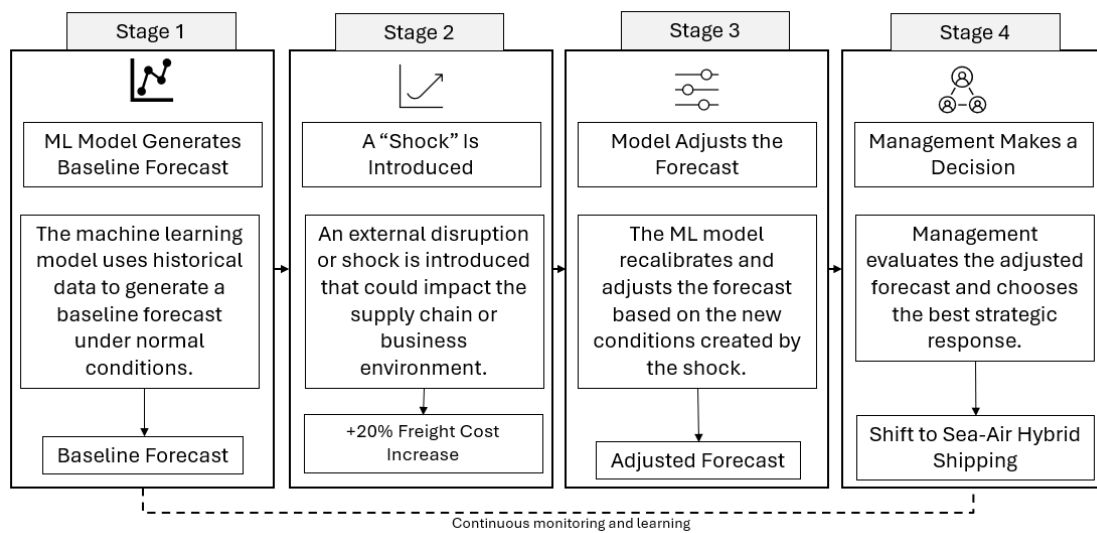 Stage 1
ML Model Generates
Baseline Forecast
The machine learning
model uses historical
data to generate a
baseline forecast
under normal
conditions.
Baseline Forecast
Stage 2
A “Shock” Is
Introduced
An external disruption
or shock is introduced
that could impact the
supply chain or
business
environment.
+20% Freight Cost
Increase
Stage 3
Model Adjusts the
Forecast
The ML model
recalibrates and
adjusts the forecast
based on the new
conditions created by
the shock.
Adjusted Forecast
Stage 4
Management Makes a
Decision
Management
evaluates the adjusted
forecast and chooses
the best strategic
response.
Shift to Sea-Air Hybrid
Shipping
Continuous monitoring and learning